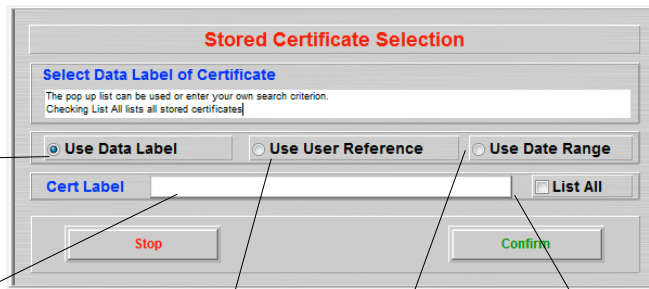 Stored Certificate Selection
Select Data Label of Certificate
The pop up list can be used or enter your own search criterion.
Checking List All lists all stored certificates
Use Data Label Use User Reference Use Date Range
Cert Label List All
Stop Confirm